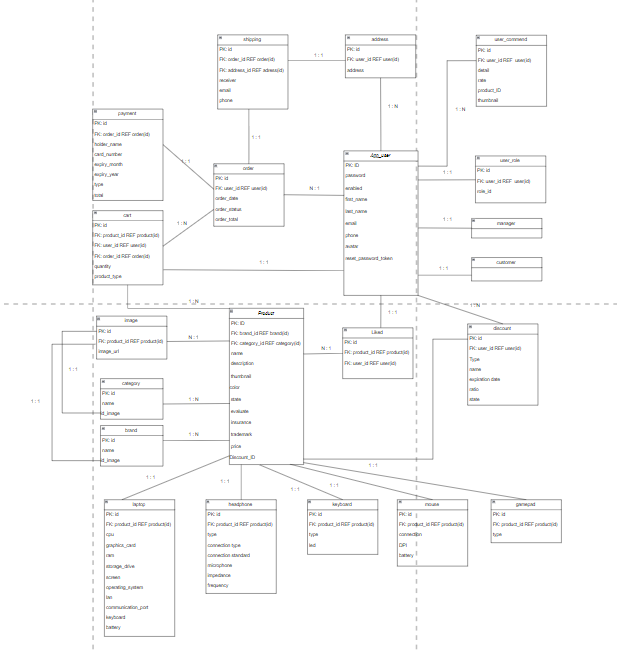 shipping
PK: id
FK: order_id REF order(id)
FK: address_id REF adress(id)
receiver
email
phone
1 : 1
address
PK: id
FK: user_id REF user(id)
address
user_commend
PK: id
FK: user_id REF user(id)
detail
rate
product_ID
thumbnail
1 : N
1 : N
payment
PK: id
FK: order_id REF order(id)
holder_name
card_number
expiry_month
expiry_year
type
total
1 : 1
1 : 1
order
PK: id
FK: user_id REF user(id)
order_date
order_status
order_total
N : 1
App_user
PK: ID
password
enabled
first_name
last_name
email
phone
avatar
reset_password_token
user_role
PK: id
FK: user_id REF user(id)
role_id
1 : 1
cart
PK: id
FK: product_id REF product(id)
FK: user_id REF user(id)
FK: order_id REF order(id)
quantity
product_type
1 : N
1 : 1
manager
1 : 1
customer
1 : 1
1 : N
1 : 1
1 : N
image
PK: id
FK: product_id REF product(id)
image_url
N : 1
Product
PK: ID
FK: brand_id REF brand(id)
FK: category_id REF category(id)
name
description
thumbnail
color
state
evaluate
insurance
trademark
price
Discount_ID
N : 1
Liked
PK: id
FK: product_id REF product(id)
FK: user_id REF user(id)
discount
PK: id
FK: user_id REF user(id)
Type
name
expiration date
ratio
state
1 : 1
1 : 1
category
PK: id
name
id_image
1 : N
brand
PK: id
name
id_image
1 : N
1 : 1
1 : 1
1 : 1
1 : 1
1 : 1
laptop
PK: id
FK: product_id REF product(id)
cpu
graphics_card
ram
storage_drive
screen
operating_system
lan
communication_port
keyboard
battery
headphone
PK: id
FK: product_id REF product(id)
type
connection type
connection standard
microphone
impedance
frequency
keyboard
PK: id
FK: product_id REF product(id)
type
led
mouse
PK: id
FK: product_id REF product(id)
connection
DPI
battery
gamepad
PK: id
FK: product_id REF product(id)
type